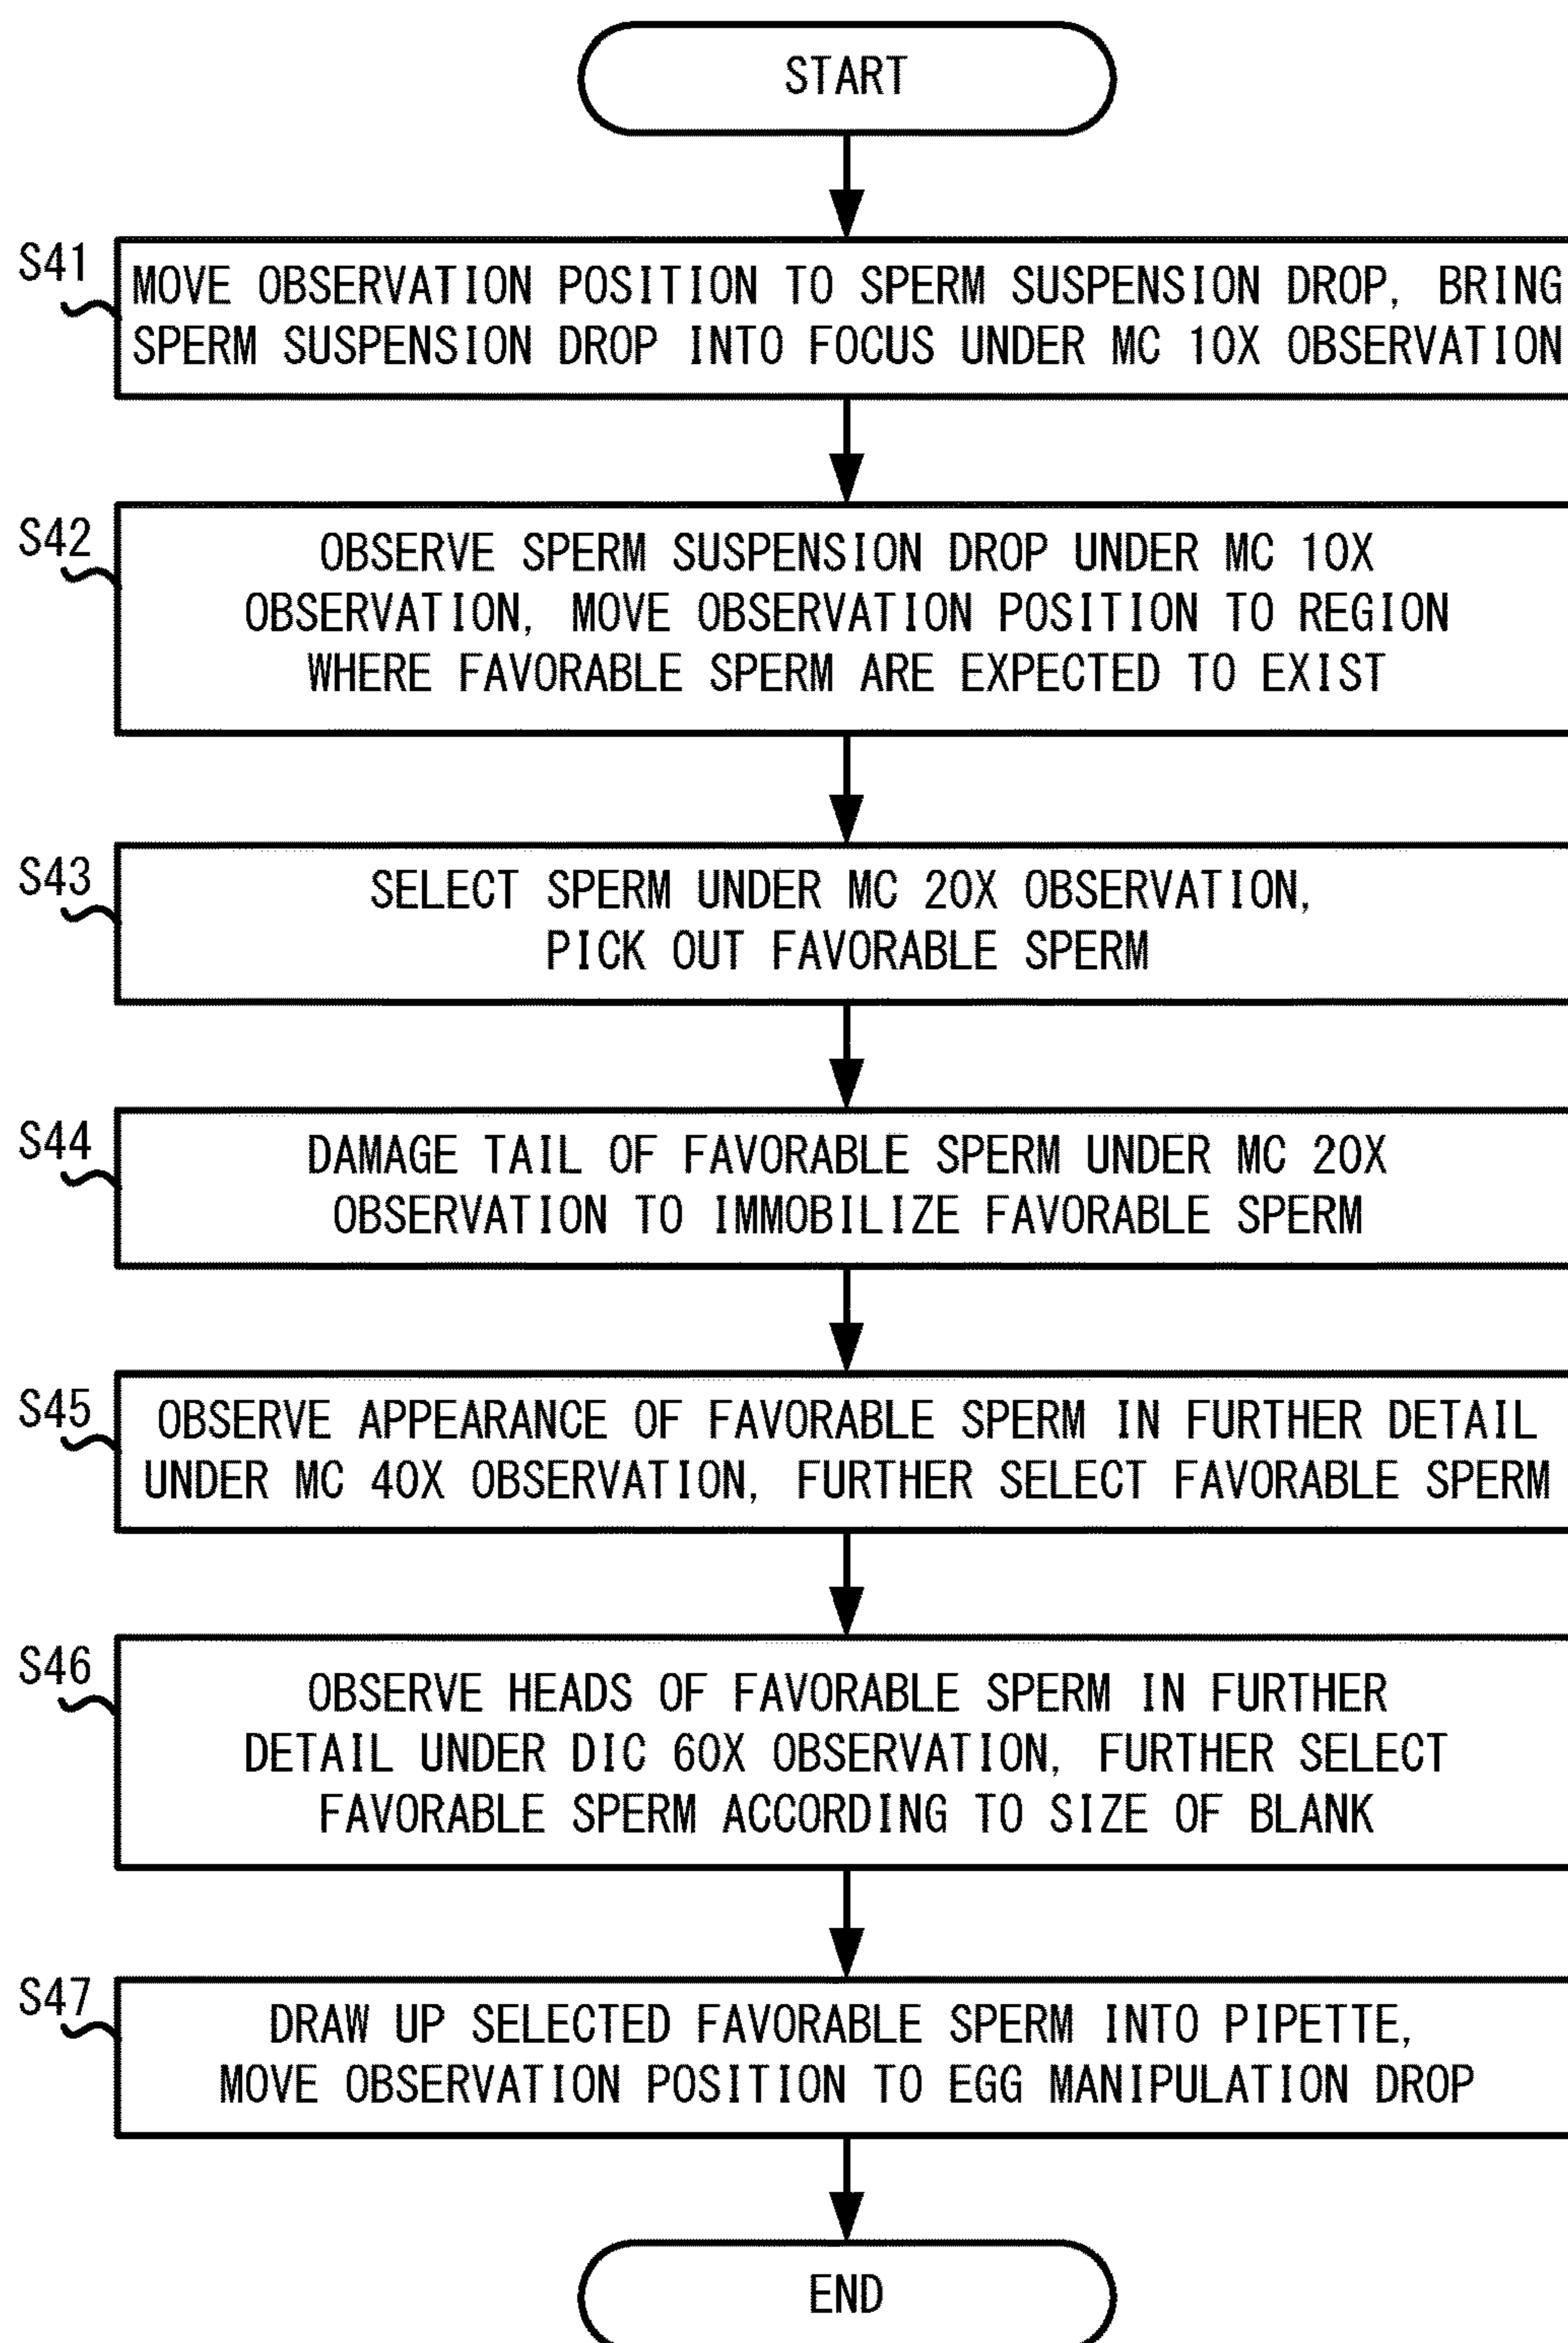 START
S41
MOVE OBSERVATION POSITION TO SPERM SUSPENSION DROP, BRING
SPERM SUSPENSION DROP INTO FOCUS UNDER MC 10X OBSERVATION
S42
OBSERVE SPERM SUSPENSION DROP UNDER MC 10X
OBSERVATION, MOVE OBSERVATION POSITION TO REGION
WHERE FAVORABLE SPERM ARE EXPECTED TO EXIST
S43
SELECT SPERM UNDER MC 20X OBSERVATION,
PICK OUT FAVORABLE SPERM
S44
DAMAGE TAIL OF FAVORABLE SPERM UNDER MC 20X
OBSERVATION TO IMMOBILIZE FAVORABLE SPERM
S45
OBSERVE APPEARANCE OF FAVORABLE SPERM IN FURTHER DETAIL
UNDER MC 40X OBSERVATION, FURTHER SELECT FAVORABLE SPERM
S46
OBSERVE HEADS OF FAVORABLE SPERM IN FURTHER
DETAIL UNDER DIC 60X OBSERVATION, FURTHER SELECT
FAVORABLE SPERM ACCORDING TO SIZE OF BLANK
S47
DRAW UP SELECTED FAVORABLE SPERM INTO PIPETTE,
MOVE OBSERVATION POSITION TO EGG MANIPULATION DROP
END